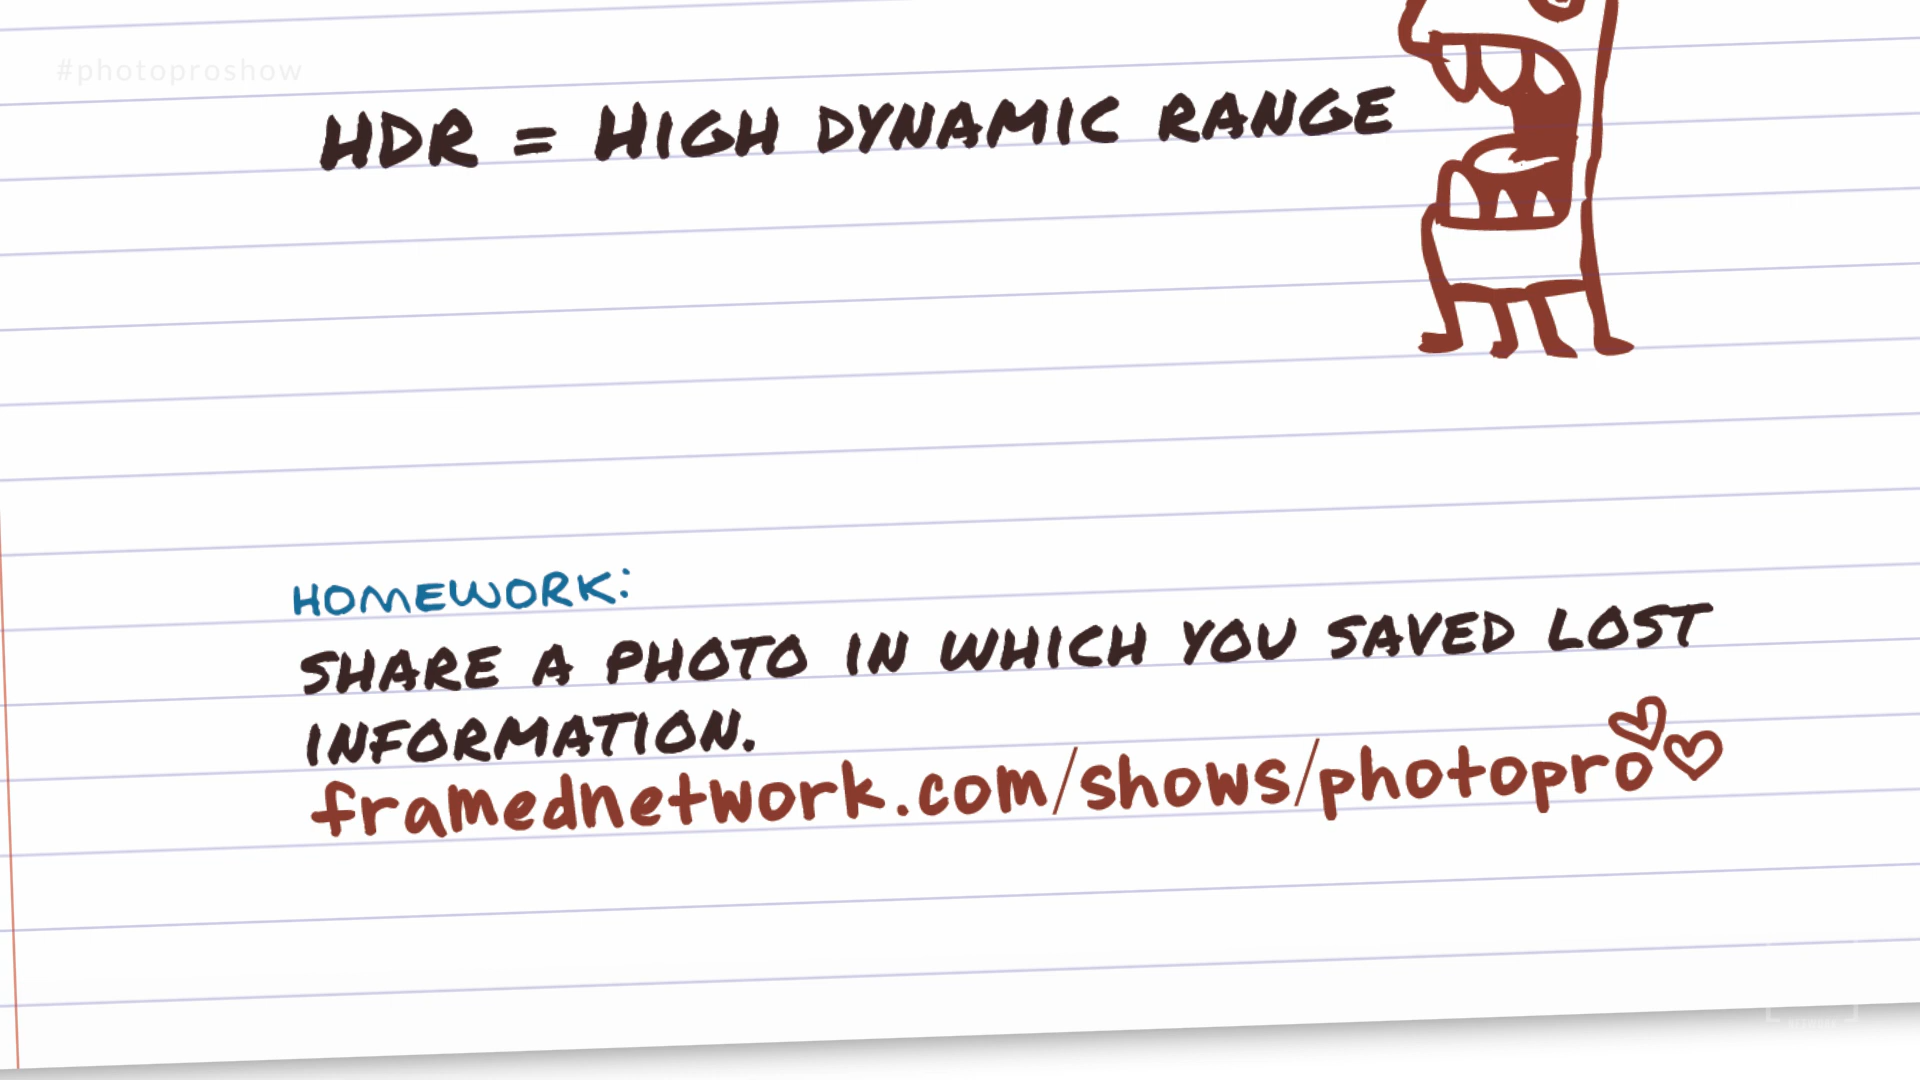 #photoproshow
HDR = HIGH DYNAMIC RANGE
HOMEWORK:
SHARE A PHOTO IN WHICH YOU SAVED LOST
INFORMATION.
framednetwork.com/shows/photopro